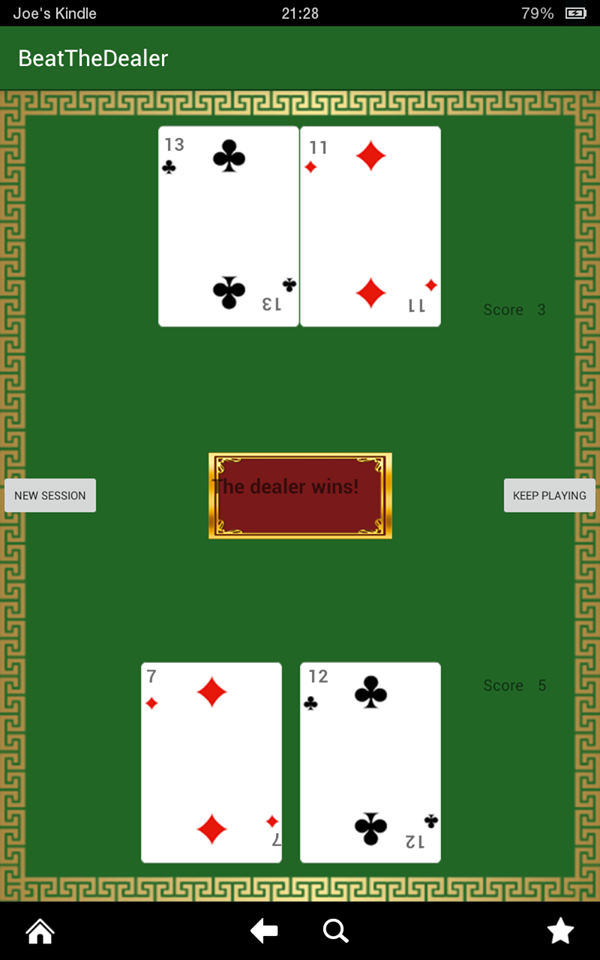 Joe's Kindle 21:28 79%
BeatTheDealer
13 11
13 11
Score 3
The dealer wins!
NEW SESSION KEEP PLAYING
7 12
Score 5
7 12